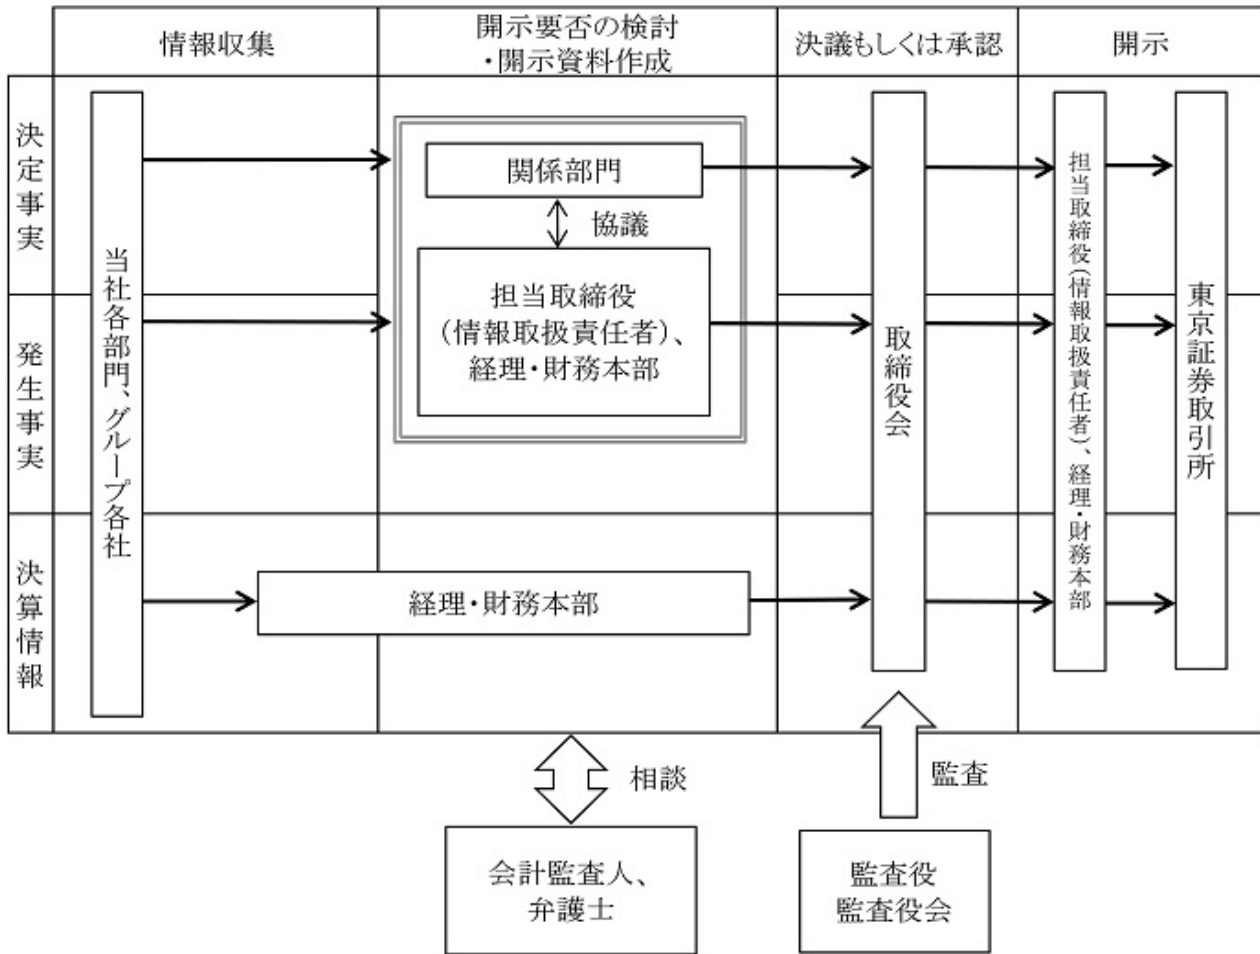 情報収集
開示要否の検討
・開示資料作成
決議もしくは承認
開示
決定事実
発生事実
決算情報
当社各部門、グループ各社
関係部門
協議
担当取締役
(情報取扱責任者)、
経理・財務本部
経理・財務本部
取締役会
担当取締役(情報取扱責任者)、経理・財務本部
東京証券取引所
相談
監査
会計監査人、
弁護士
監査役
監査役会